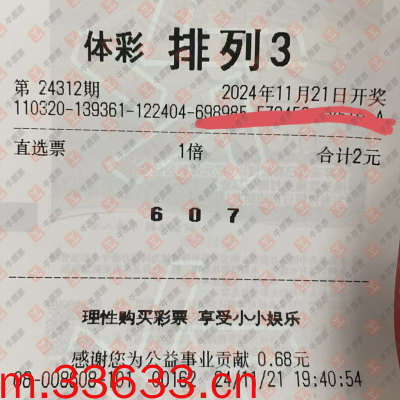 体彩 排列3
第 24312期 2024年11月21日开奖
110320-139361-122404-698985
直选票 1倍 合计2元
6 0 7
理性购买彩票 享受小小娱乐
感谢您为公益事业贡献 0.68元
24/11/21 19:40:54
m.33633.cn